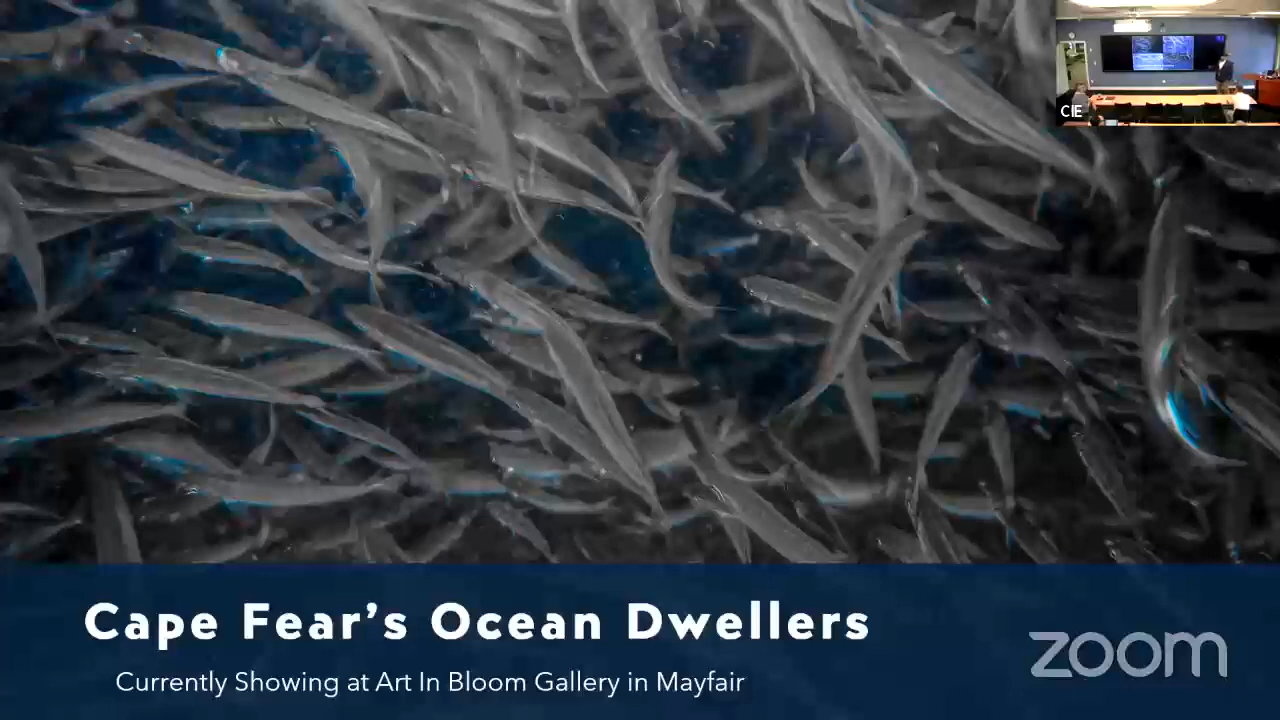 CIE
Cape Fear's Ocean Dwellers
Currently Showing at Art In Bloom Gallery in Mayfair
zoom